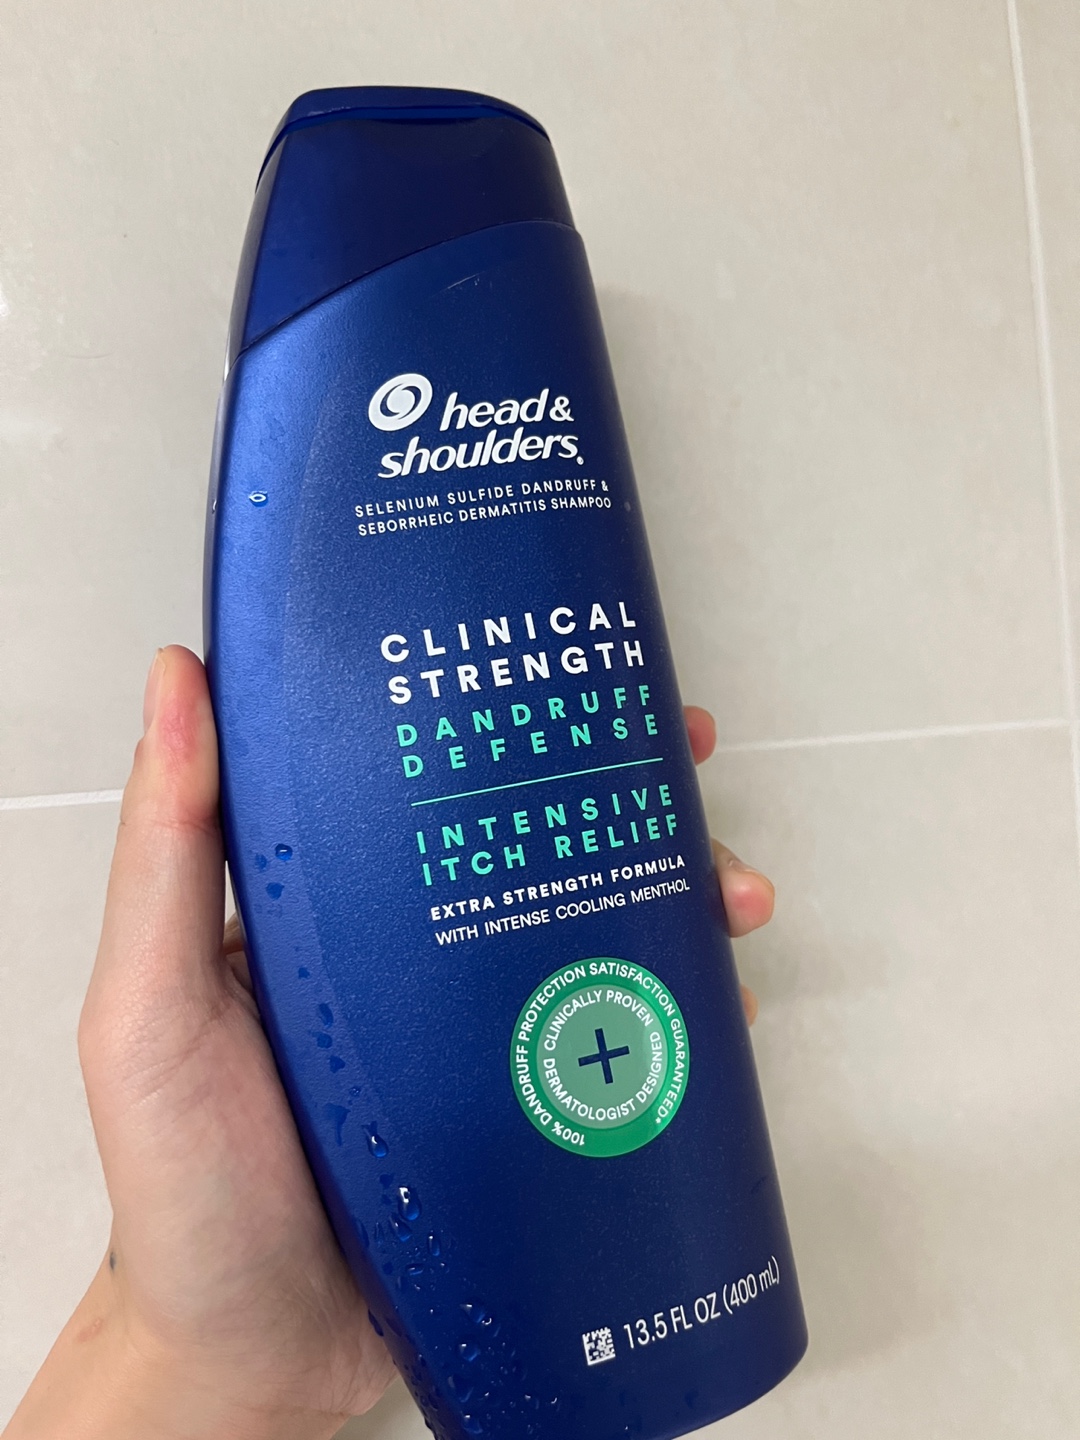 head &
shoulders®
SELENIUM SULFIDE DANDRUFF &
SEBORRHEIC DERMATITIS SHAMPOO
CLINICAL
STRENGTH
DANDRUFF
DEFENSE
INTENSIVE
ITCH RELIEF
EXTRA STRENGTH FORMULA
WITH INTENSE COOLING MENTHOL
100% DANDRUFF PROTECTION SATISFACTION GUARANTEED*
CLINICALLY PROVEN
DERMATOLOGIST DESIGNED
13.5 FL OZ (400 mL)